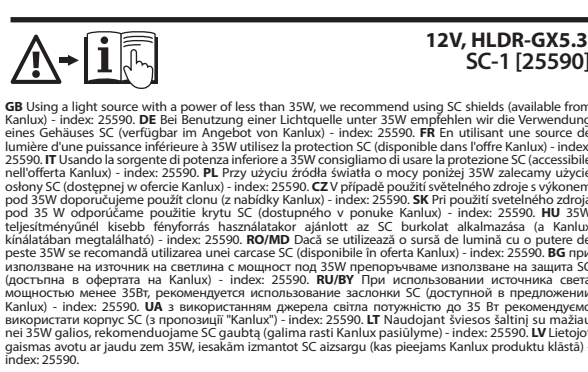 12V, HLDR-GX5.3
SC-1 [25590]
GB Using a light source with a power of less than 35W, we recommend using SC shields (available from
Kanlux) - index: 25590. DE Bei Benutzung einer Lichtquelle unter 35W empfehlen wir die Verwendung
eines Gehäuses SC (verfügbar im Angebot von Kanlux) - index: 25590. FR En utilisant une source de
lumière d'une puissance inférieure à 35W utilisez la protection SC (disponible dans l'offre Kanlux) - index:
25590. IT Usando la sorgente di potenza inferiore a 35W consigliamo di usare la protezione SC (accessibile
nell'offerta Kanlux) - index: 25590. PL Przy użyciu źródła światła o mocy poniżej 35W zalecamy użycie
osłony SC (dostępnej w ofercie Kanlux) - index: 25590. CZ V případě použití světelného zdroje s výkonem
pod 35W doporučujeme použít clonu (z nabídky Kanlux) - index: 25590. SK Pri použití svetelného zdroja
pod 35 W odporúčame použitie krytu SC (dostupného v ponuke Kanlux) - index: 25590. HU 35W
teljesítményűnél kisebb fényforrás használatakor ajánlott az SC burkolat alkalmazása (a Kanlux
kínálatában megtalálható) - index: 25590. RO/MD Dacă se utilizează o sursă de lumină cu o putere de
peste 35W se recomandă utilizarea unei carcase SC (disponible în oferta Kanlux) - index: 25590. BG при
използване на източник на светлина с мощност под 35W препоръчваме използване на защита SC
(достъпна в офертата на Kanlux) - index: 25590. RU/BY При использовании источника света
мощностью менее 35Вт, рекомендуется использование заслонки SC (доступной в предложении
Kanlux) - index: 25590. UA з використанням джерела світла потужністю до 35 Вт рекомендуємо
використати корпус SC (з пропозиції "Kanlux") - index: 25590. LT Naudojant šviesos šaltinį su mažiau
nei 35W galios, rekomenduojame SC gaubtą (galima rasti Kanlux pasiūlyme) - index: 25590. LV Lietojot
gaismas avotu ar jaudu zem 35W, iesakām izmantot SC aizsargu (kas pieejams Kanlux produktu klāstā) -
index: 25590.